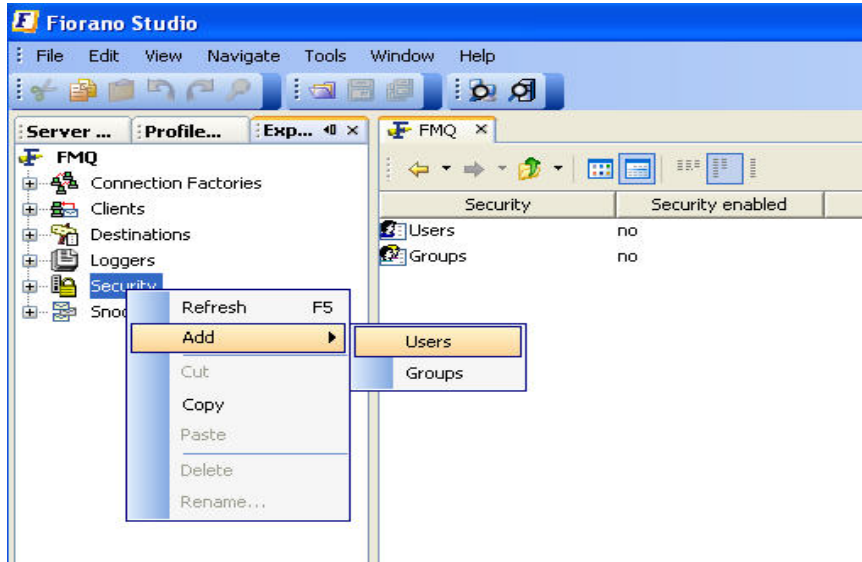 Fiorano Studio
File Edit View Navigate Tools Window Help
Server ... Profile... Exp...
FMQ
FMQ
Connection Factories
Clients
Destinations
Loggers
Security
Snoo
Security Security enabled
Users no
Groups no
Refresh F5
Add
Cut
Copy
Paste
Delete
Rename...
Users
Groups